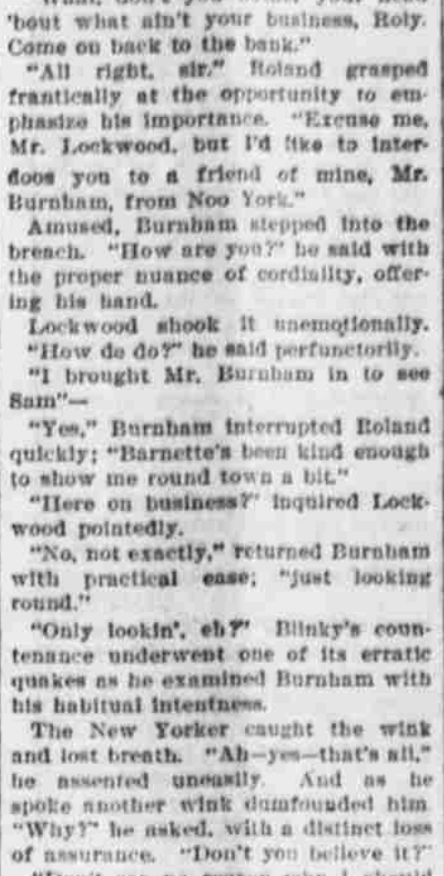 'bout what ain't your business, Roly.
Come on back to the bank."
"All right, sir." Roland grasped
frantically at the opportunity to em-
phasize his importance. "Excuse me,
Mr. Lockwood, but I'd like to inter-
doos you to a friend of mine, Mr.
Burnham, from Noo York."
Amused, Burnham stepped into the
breach. "How are you?" he said with
the proper nuance of cordiality, offer-
ing his hand.
Lockwood shook it unemotionally.
"How do do?" he said perfunctorily.
"I brought Mr. Burnham in to see
Sam"—
"Yes," Burnham interrupted Roland
quickly; "Barnette's been kind enough
to show me round town a bit."
"Here on business?" inquired Lock-
wood pointedly.
"No, not exactly," returned Burnham
with practical ease; "just looking
round."
"Only lookin', eh?" Blinky's coun-
tenance underwent one of its erratic
quakes as he examined Burnham with
his habitual intentness.
The New Yorker caught the wink
and lost breath. "Ah—yes—that's all,"
he assented uneasily. And as he
spoke another wink dumfounded him.
"Why?" he asked, with a distinct loss
of assurance. "Don't you believe it?"